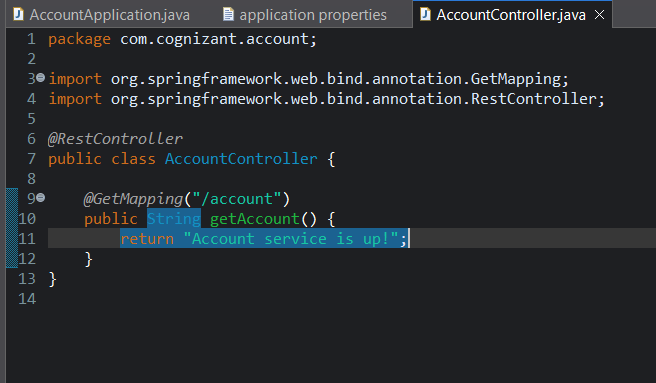 AccountApplication.java application properties AccountController.java ×
1 package com.cognizant.account;
2
3 import org.springframework.web.bind.annotation.GetMapping;
4 import org.springframework.web.bind.annotation.RestController;
5
6 @RestController
7 public class AccountController {
8
9 @GetMapping("/account")
10 public String getAccount() {
11 return "Account service is up!";
12 }
13 }
14